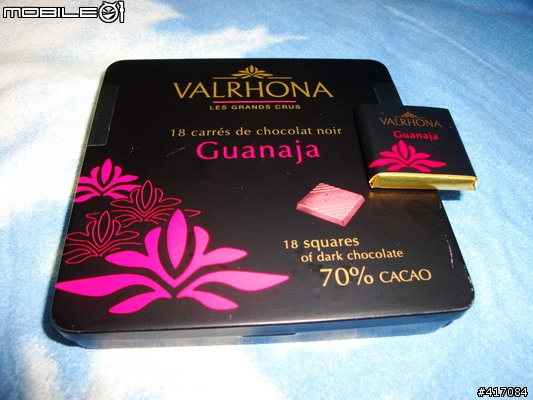 MOBILE01
VALRHONA
LES GRANDS CRUS
18 carrés de chocolat noir
Guanaja
18 squares
of dark chocolate
70% CACAO
VALRHONA
Guanaja
#417084